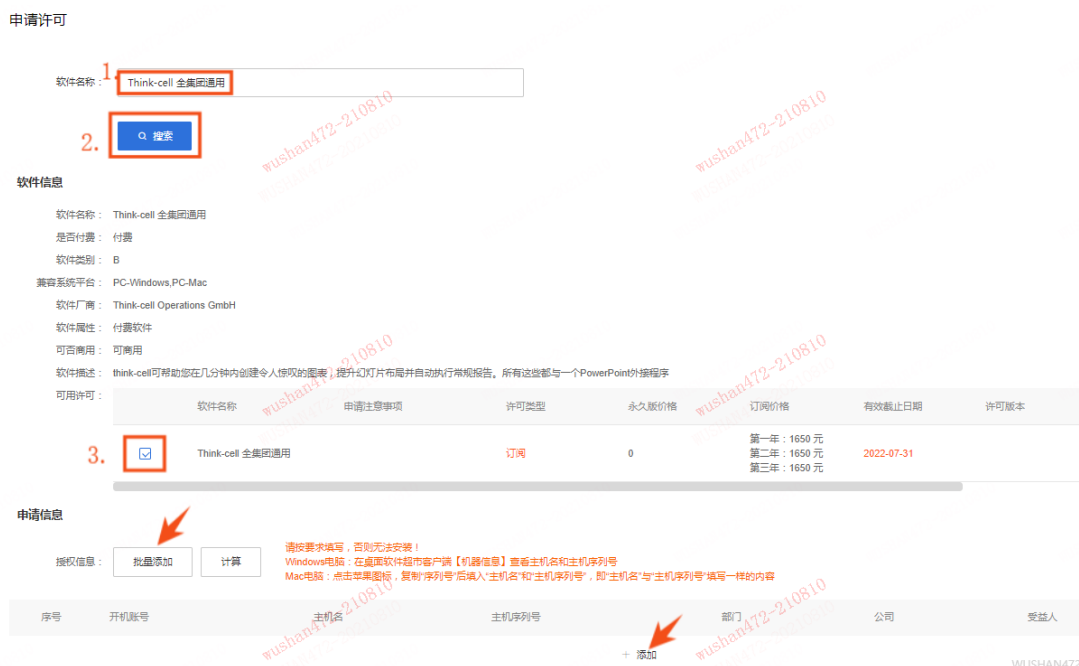 申请许可
软件名称： 1. Think-cell 全集团通用
2. 搜索
wushan472-210810 wushan472-210810
软件信息
软件名称： Think-cell 全集团通用
是否付费： 付费
软件类别： B
兼容系统平台： PC-Windows,PC-Mac
软件厂商： Think-cell Operations GmbH
软件属性： 付费软件
可否商用： 可商用
wushan472-210810 wushan472-210810
软件描述： think-cell可帮助您在几分钟内创建令人惊叹的图表，提升幻灯片布局并自动执行常规报告。所有这些都与一个PowerPoint外接程序
可用许可：
软件名称 申请注意事项 许可类型 永久版价格 订阅价格 有效截止日期 许可版本
第一年：1650 元
3. Think-cell 全集团通用 订阅 0 第二年：1650 元 2022-07-31
第三年：1650 元
申请信息
请按要求填写，否则无法安装！
授权信息： 批量添加 计算 Windows电脑：在桌面软件超市客户端【机器信息】查看主机名和主机序列号
Mac电脑：点击苹果图标，复制“序列号”后填入“主机名”和“主机序列号”，即“主机名”与“主机序列号”填写一样的内容
序号 开机账号 主机名 主机序列号 部门 公司 受益人
wushan472-210810 wushan472-210810
+ 添加
WUSHAN472